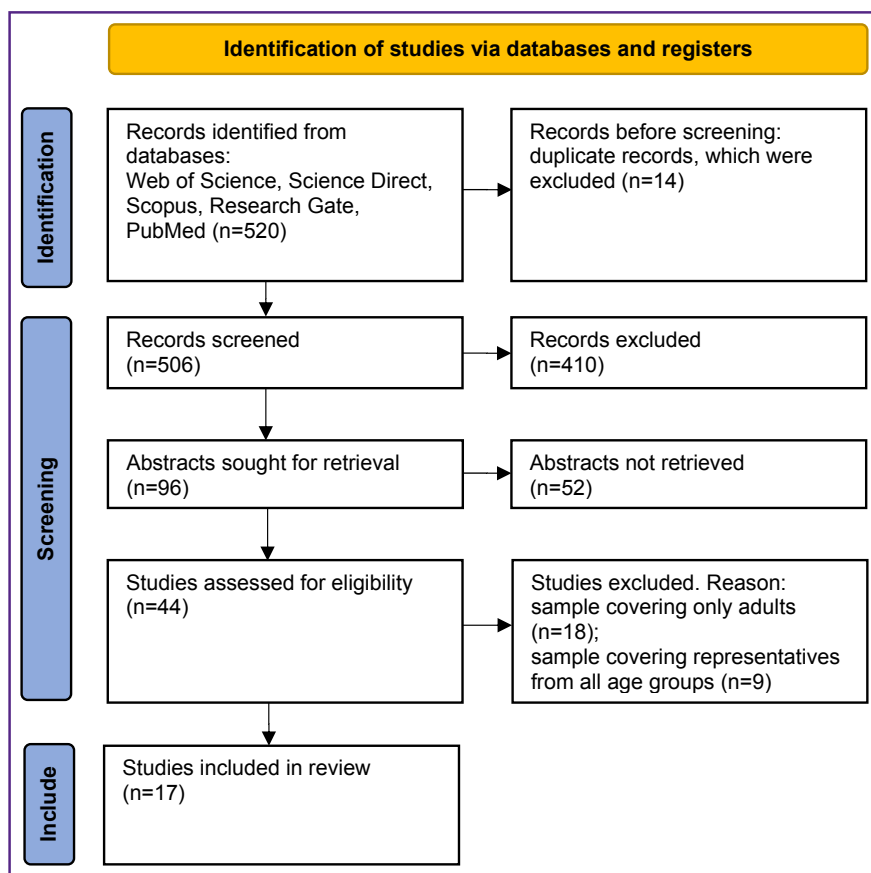 Identification of studies via databases and registers
Identification
Records identified from
databases:
Web of Science, Science Direct,
Scopus, Research Gate,
PubMed (n=520)
Records before screening:
duplicate records, which were
excluded (n=14)
Screening
Records screened
(n=506)
Records excluded
(n=410)
Abstracts sought for retrieval
(n=96)
Abstracts not retrieved
(n=52)
Studies assessed for eligibility
(n=44)
Studies excluded. Reason:
sample covering only adults
(n=18);
sample covering representatives
from all age groups (n=9)
Include
Studies included in review
(n=17)